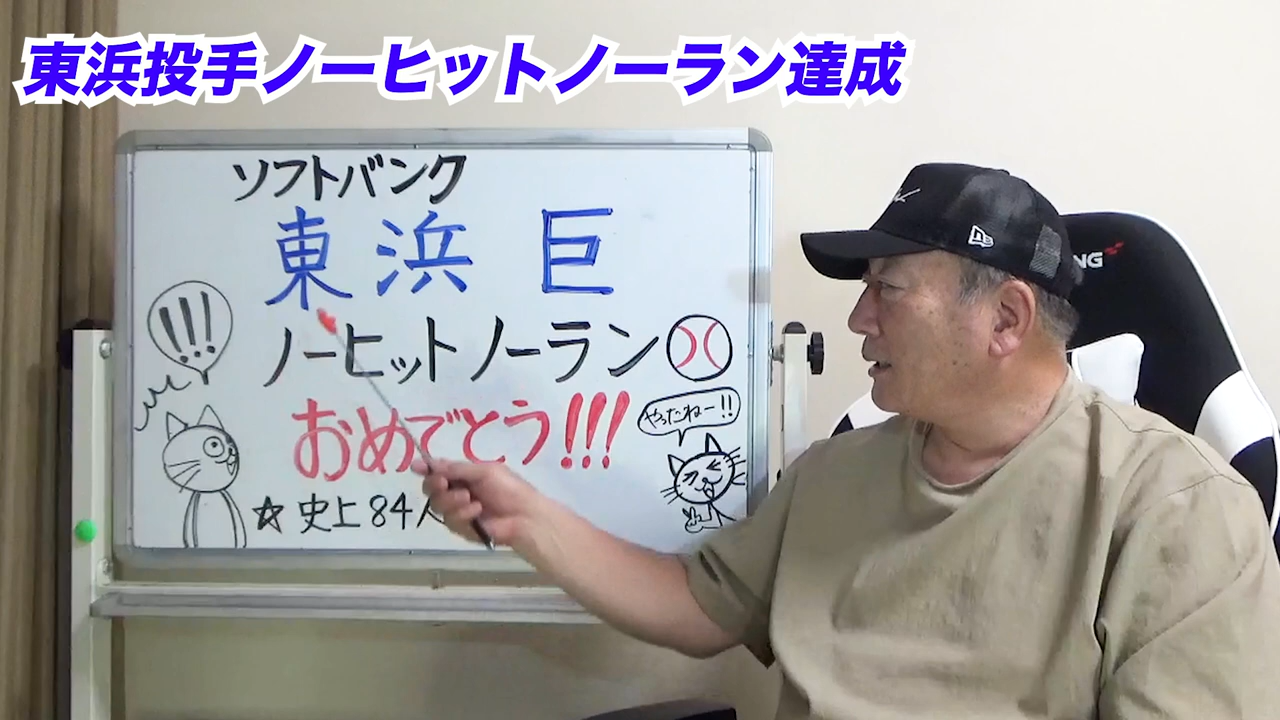 東浜投手ノーヒットノーラン達成
ソフトバンク
東浜 巨
ノーヒットノーラン
!!!
おめでとう!!!
やったねー!!
☆史上84人
NG